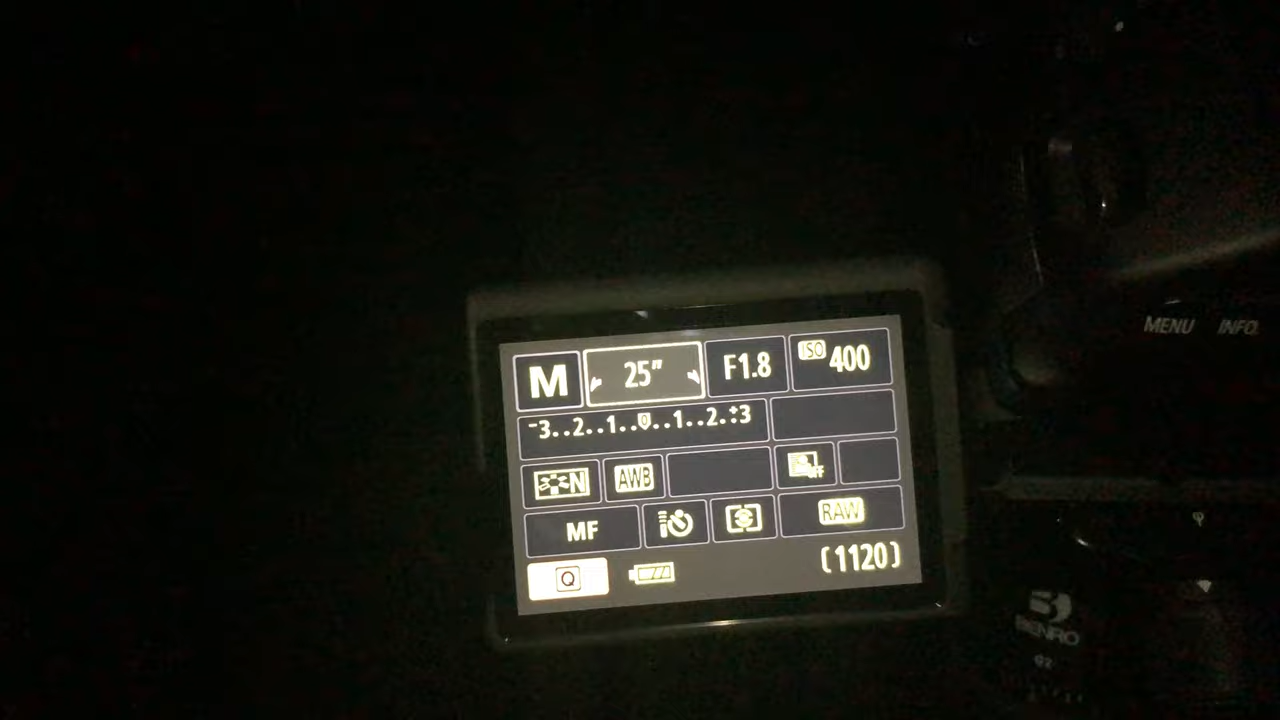 M 25" F1.8 ISO 400
-3..2..1..0..1..2.+3
N AWB OFF
MF RAW
Q [1120]
MENU INFO.
BENRO